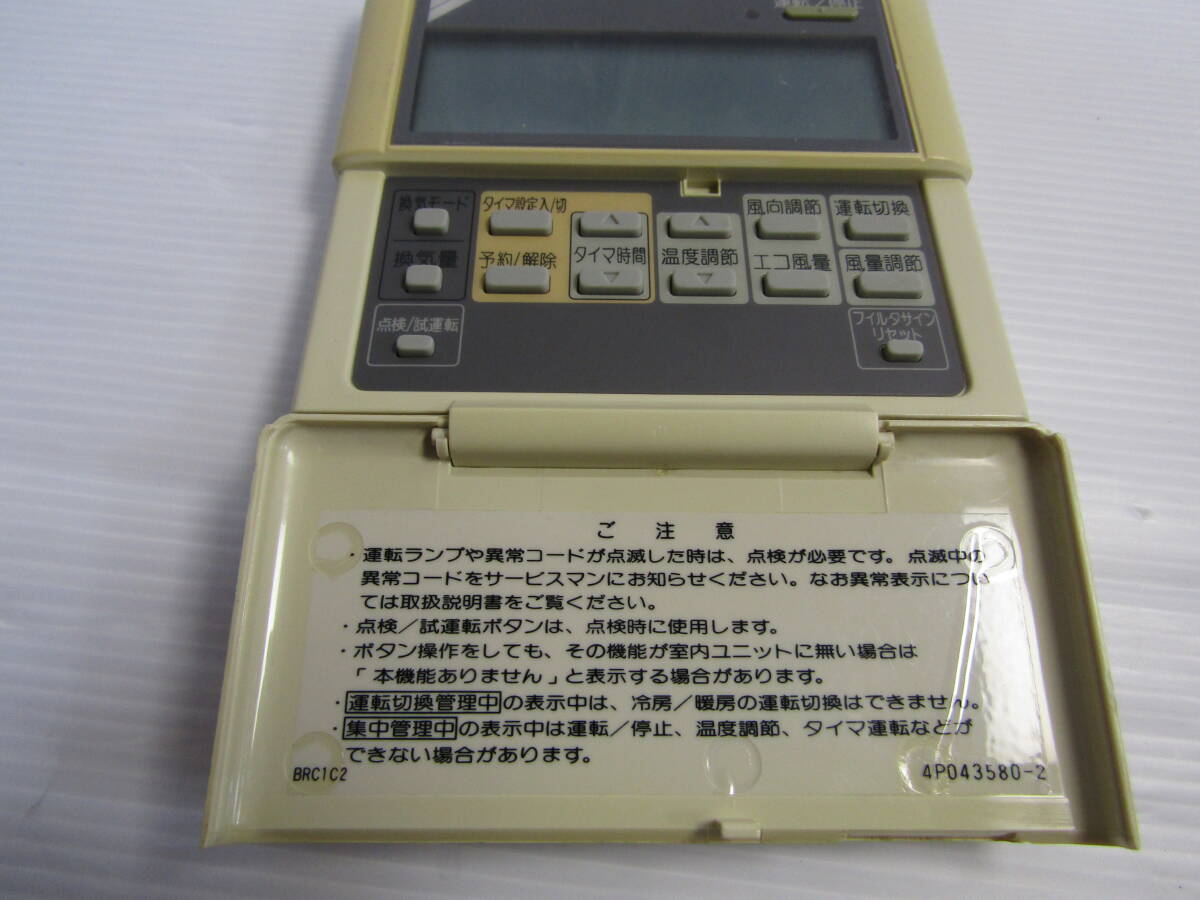 運転/停止
換気モード
タイマ設定入/切
風向調節
運転切換
換気量
予約/解除
タイマ時間
温度調節
エコ風量
風量調節
点検/試運転
フィルタサイン
リセット
ご 注 意
・運転ランプや異常コードが点滅した時は、点検が必要です。点滅中の
異常コードをサービスマンにお知らせください。なお異常表示につい
ては取扱説明書をご覧ください。
・点検/試運転ボタンは、点検時に使用します。
・ボタン操作をしても、その機能が室内ユニットに無い場合は
「本機能ありません」と表示する場合があります。
・運転切換管理中の表示中は、冷房/暖房の運転切換はできません。
・集中管理中の表示中は運転/停止、温度調節、タイマ運転などが
できない場合があります。
BRC1C2
4P043580-2